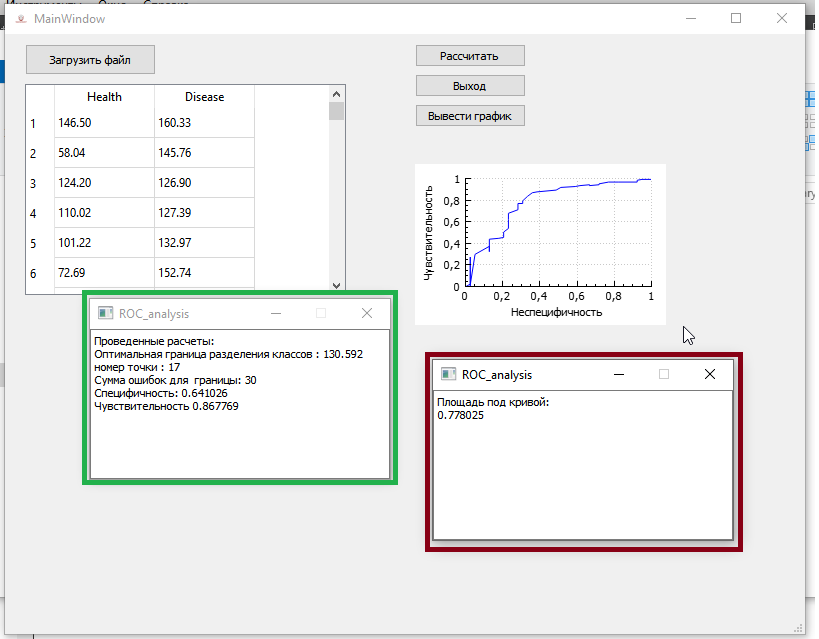 Инструменты Окно Справка
MainWindow
Загрузить файл
Рассчитать
Выход
Вывести график
Health Disease
1 146.50 160.33
2 58.04 145.76
3 124.20 126.90
4 110.02 127.39
5 101.22 132.97
6 72.69 152.74
Чувствительность
1
0,8
0,6
0,4
0,2
0
0 0,2 0,4 0,6 0,8 1
Неспецифичность
ROC_analysis
Проведенные расчеты:
Оптимальная граница разделения классов : 130.592
номер точки : 17
Сумма ошибок для границы: 30
Специфичность: 0.641026
Чувствительность 0.867769
ROC_analysis
Площадь под кривой:
0.778025